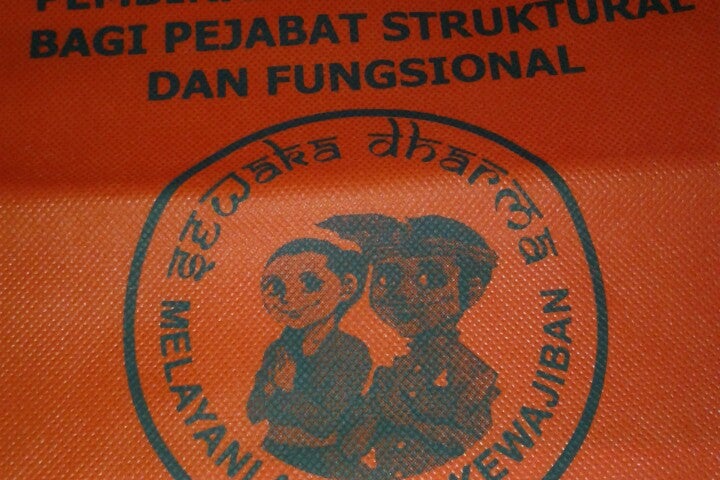 BAGI PEJABAT STRUKTURAL
DAN FUNGSIONAL
sewaka dharma
MELAYANI KEWAJIBAN